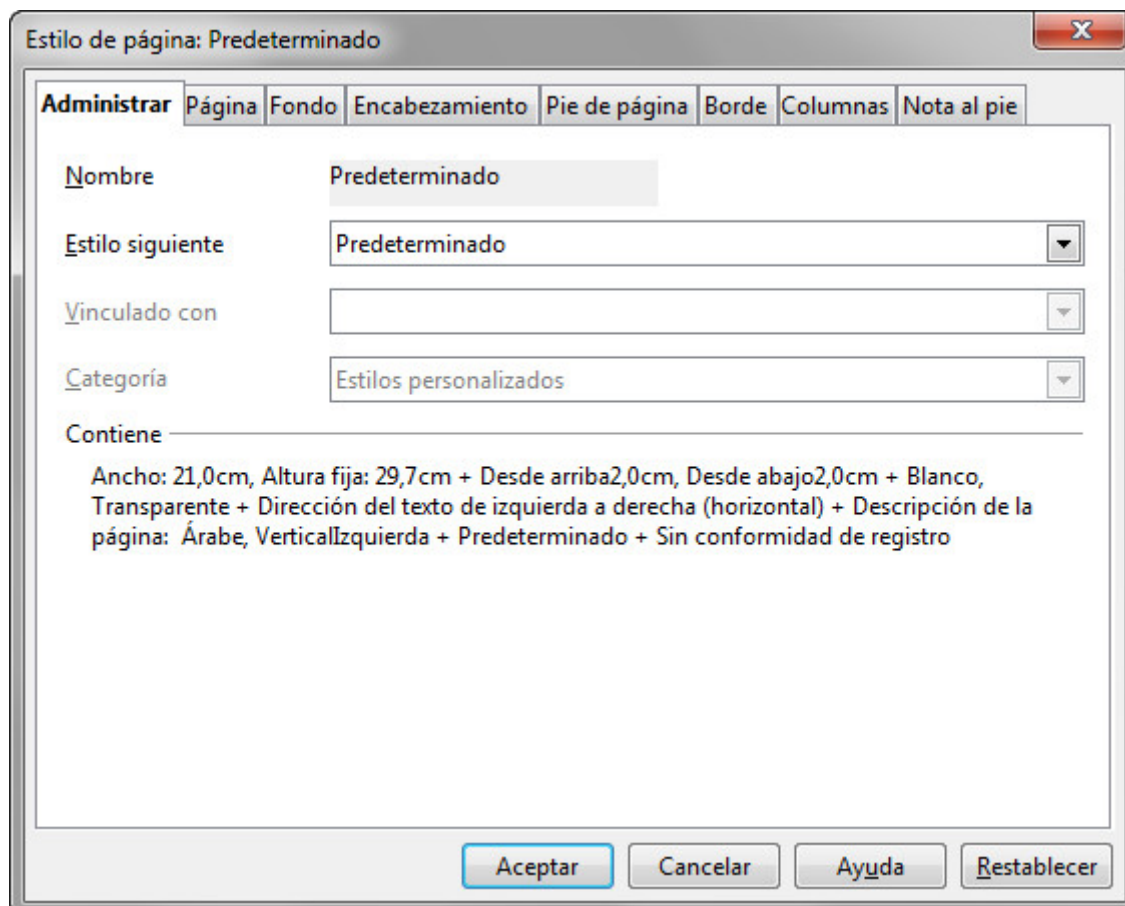 Estilo de página: Predeterminado
Administrar Página Fondo Encabezamiento Pie de página Borde Columnas Nota al pie
Nombre Predeterminado
Estilo siguiente Predeterminado
Vinculado con
Categoría Estilos personalizados
Contiene
Ancho: 21,0cm, Altura fija: 29,7cm + Desde arriba2,0cm, Desde abajo2,0cm + Blanco,
Transparente + Dirección del texto de izquierda a derecha (horizontal) + Descripción de la
página: Árabe, VerticalIzquierda + Predeterminado + Sin conformidad de registro
Aceptar Cancelar Ayuda Restablecer